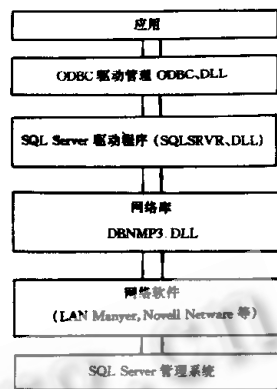 应用
ODBC 驱动管理 ODBC、DLL
SQL Server 驱动程序 (SQLSRVR、DLL)
网络库
DBNMP3. DLL
网络软件
(LAN Manyer, Novell Netware 等)
SQL Server 管理系统